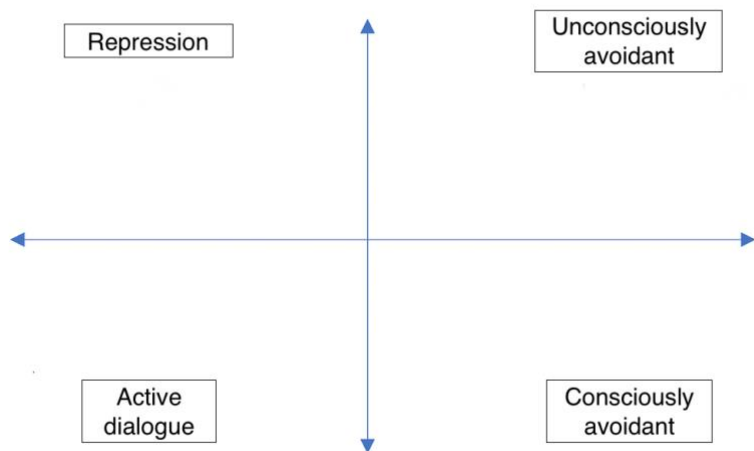 Repression
Unconsciously
avoidant
Active
dialogue
Consciously
avoidant